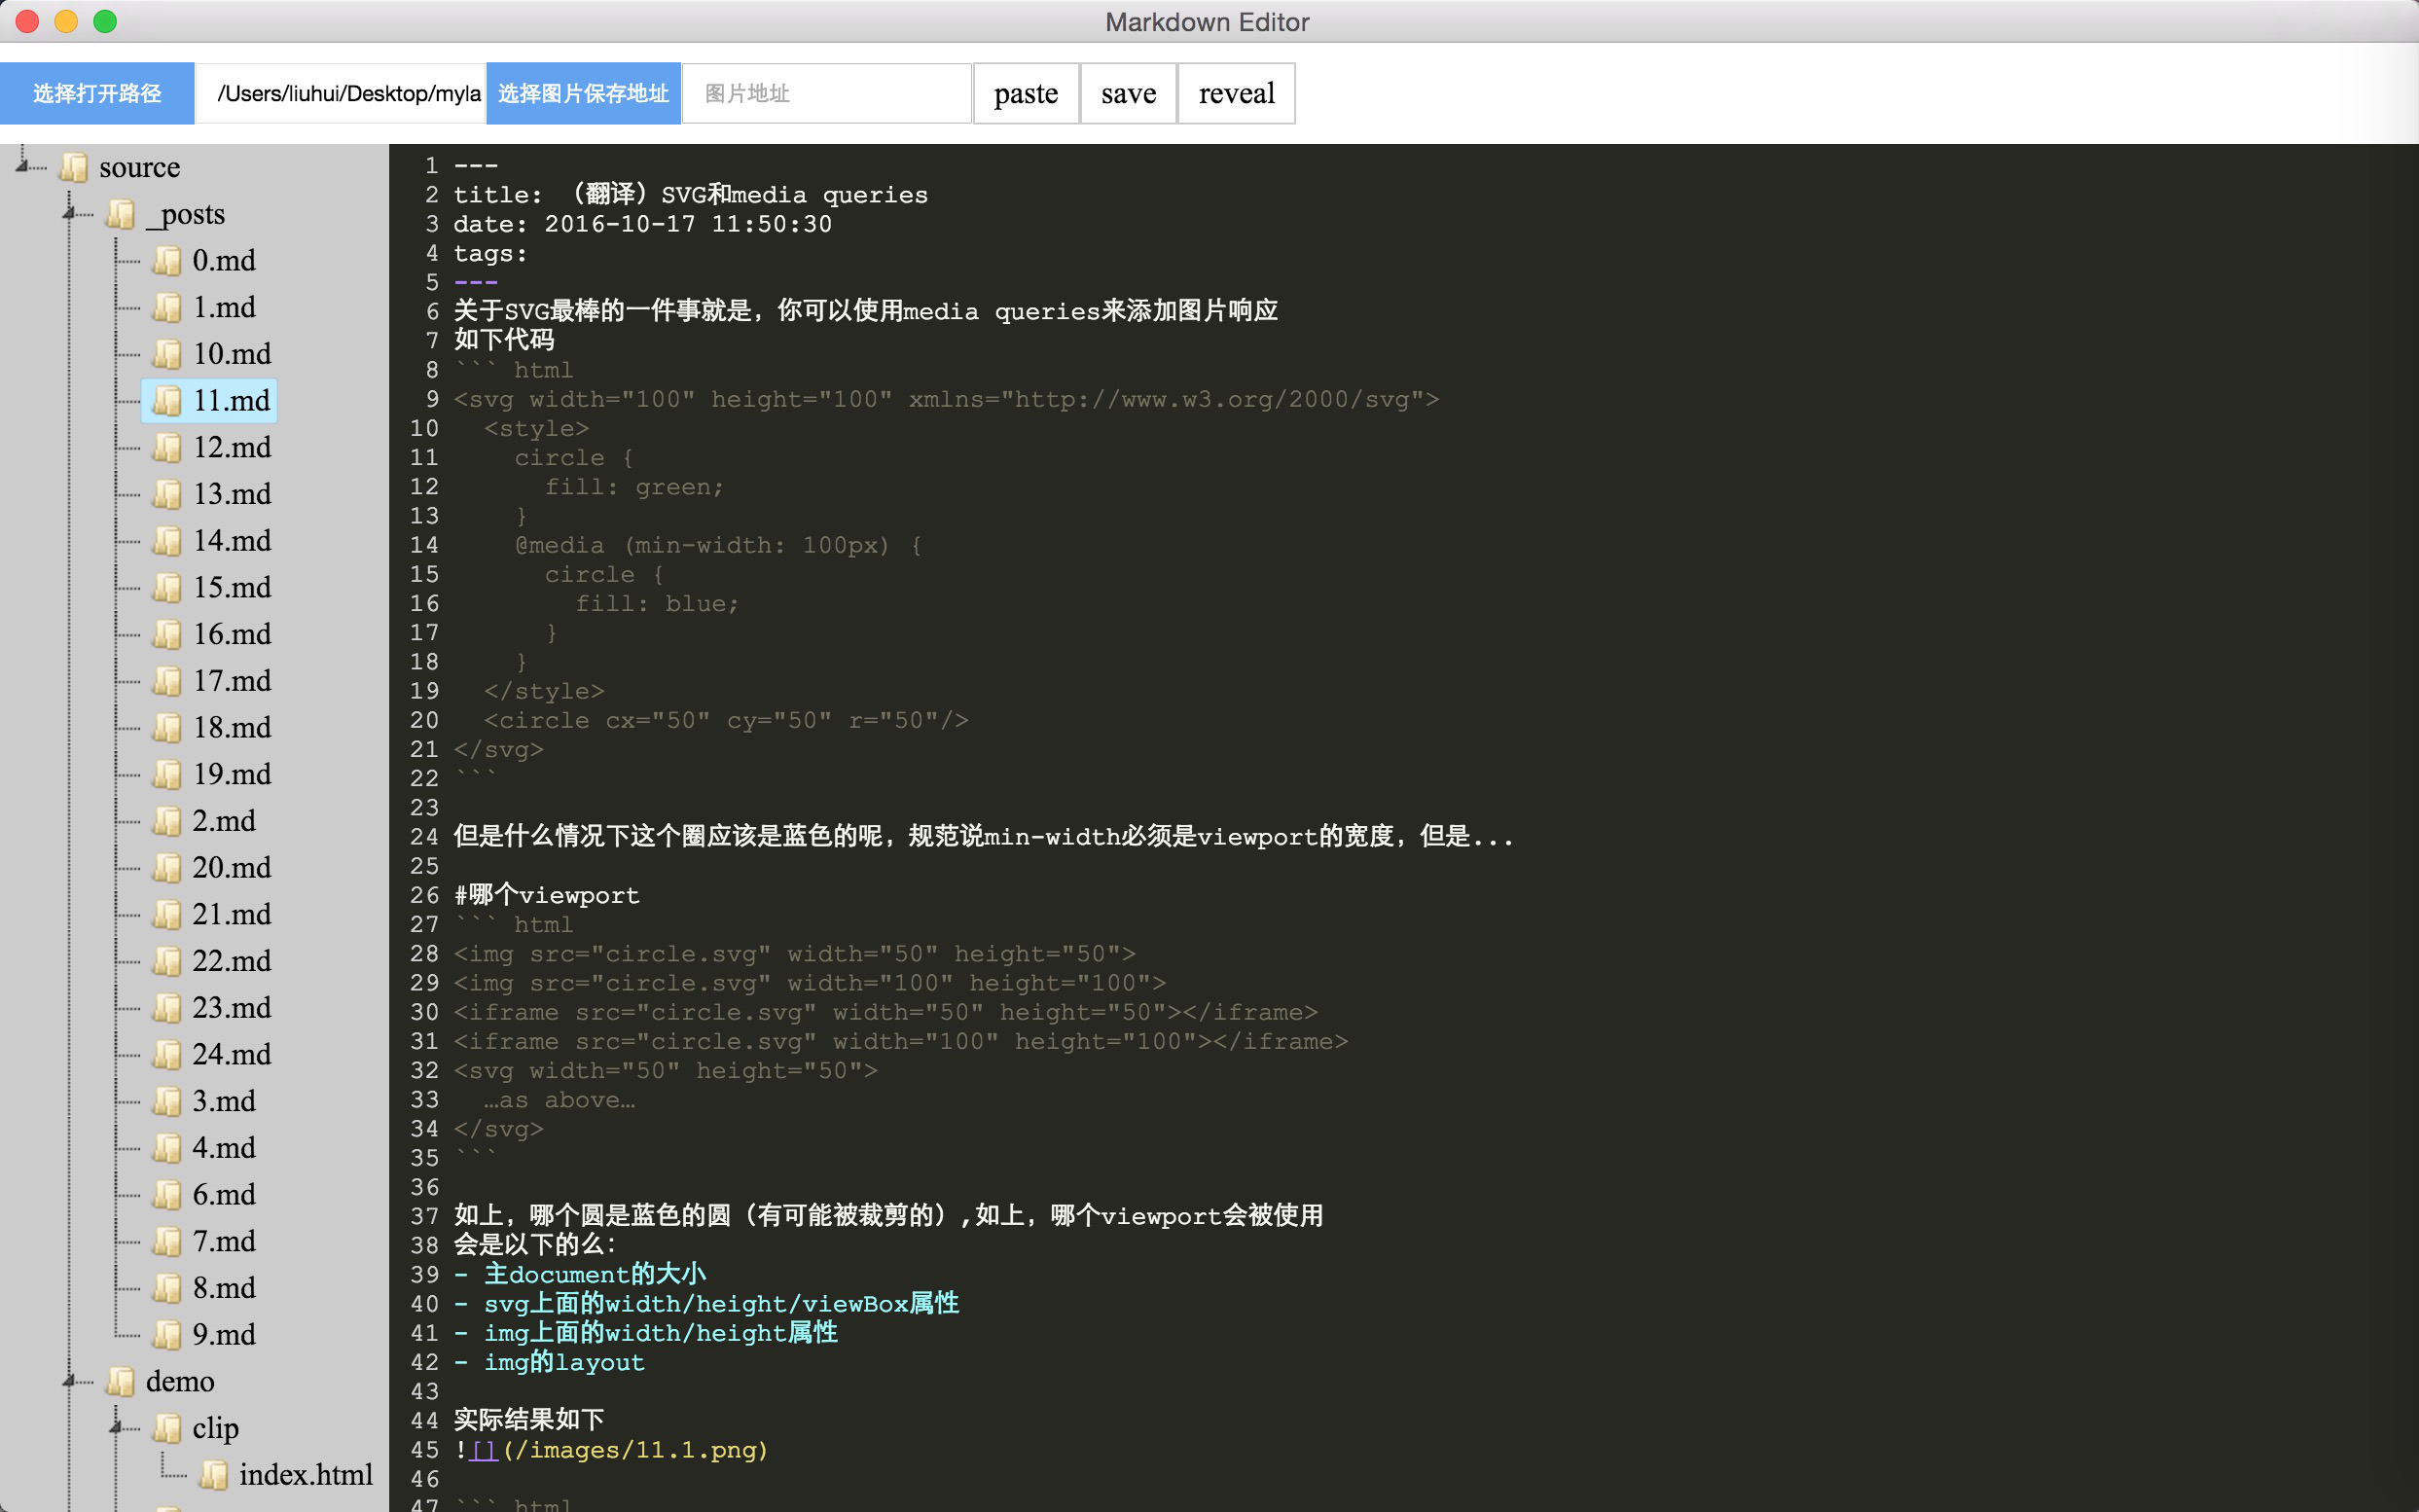 Markdown Editor
选择打开路径 /Users/liuhui/Desktop/myla 选择图片保存地址 图片地址 paste save reveal
source
_posts
0.md
1.md
10.md
11.md
12.md
13.md
14.md
15.md
16.md
17.md
18.md
19.md
2.md
20.md
21.md
22.md
23.md
24.md
3.md
4.md
6.md
7.md
8.md
9.md
demo
clip
index.html
1 ---
2 title: （翻译）SVG和media queries
3 date: 2016-10-17 11:50:30
4 tags:
5 ---
6 关于SVG最棒的一件事就是，你可以使用media queries来添加图片响应
7 如下代码
8 ``` html
9 <svg width="100" height="100" xmlns="http://www.w3.org/2000/svg">
10   <style>
11     circle {
12       fill: green;
13     }
14     @media (min-width: 100px) {
15       circle {
16         fill: blue;
17       }
18     }
19   </style>
20   <circle cx="50" cy="50" r="50"/>
21 </svg>
22 ```
23
24 但是什么情况下这个圈应该是蓝色的呢，规范说min-width必须是viewport的宽度，但是...
25
26 #哪个viewport
27 ``` html
28 <img src="circle.svg" width="50" height="50">
29 <img src="circle.svg" width="100" height="100">
30 <iframe src="circle.svg" width="50" height="50"></iframe>
31 <iframe src="circle.svg" width="100" height="100"></iframe>
32 <svg width="50" height="50">
33   …as above…
34 </svg>
35 ```
36
37 如上，哪个圆是蓝色的圆（有可能被裁剪的）,如上，哪个viewport会被使用
38 会是以下的么：
39 - 主document的大小
40 - svg上面的width/height/viewBox属性
41 - img上面的width/height属性
42 - img的layout
43
44 实际结果如下
45 ![](/images/11.1.png)
46
47 ``` html